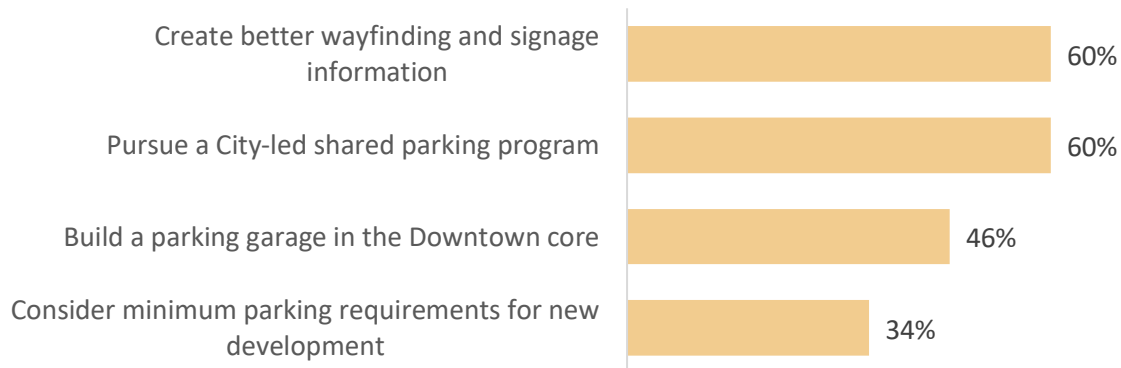 Create better wayfinding and signage
information
60%
Pursue a City-led shared parking program
60%
Build a parking garage in the Downtown core
46%
Consider minimum parking requirements for new
development
34%